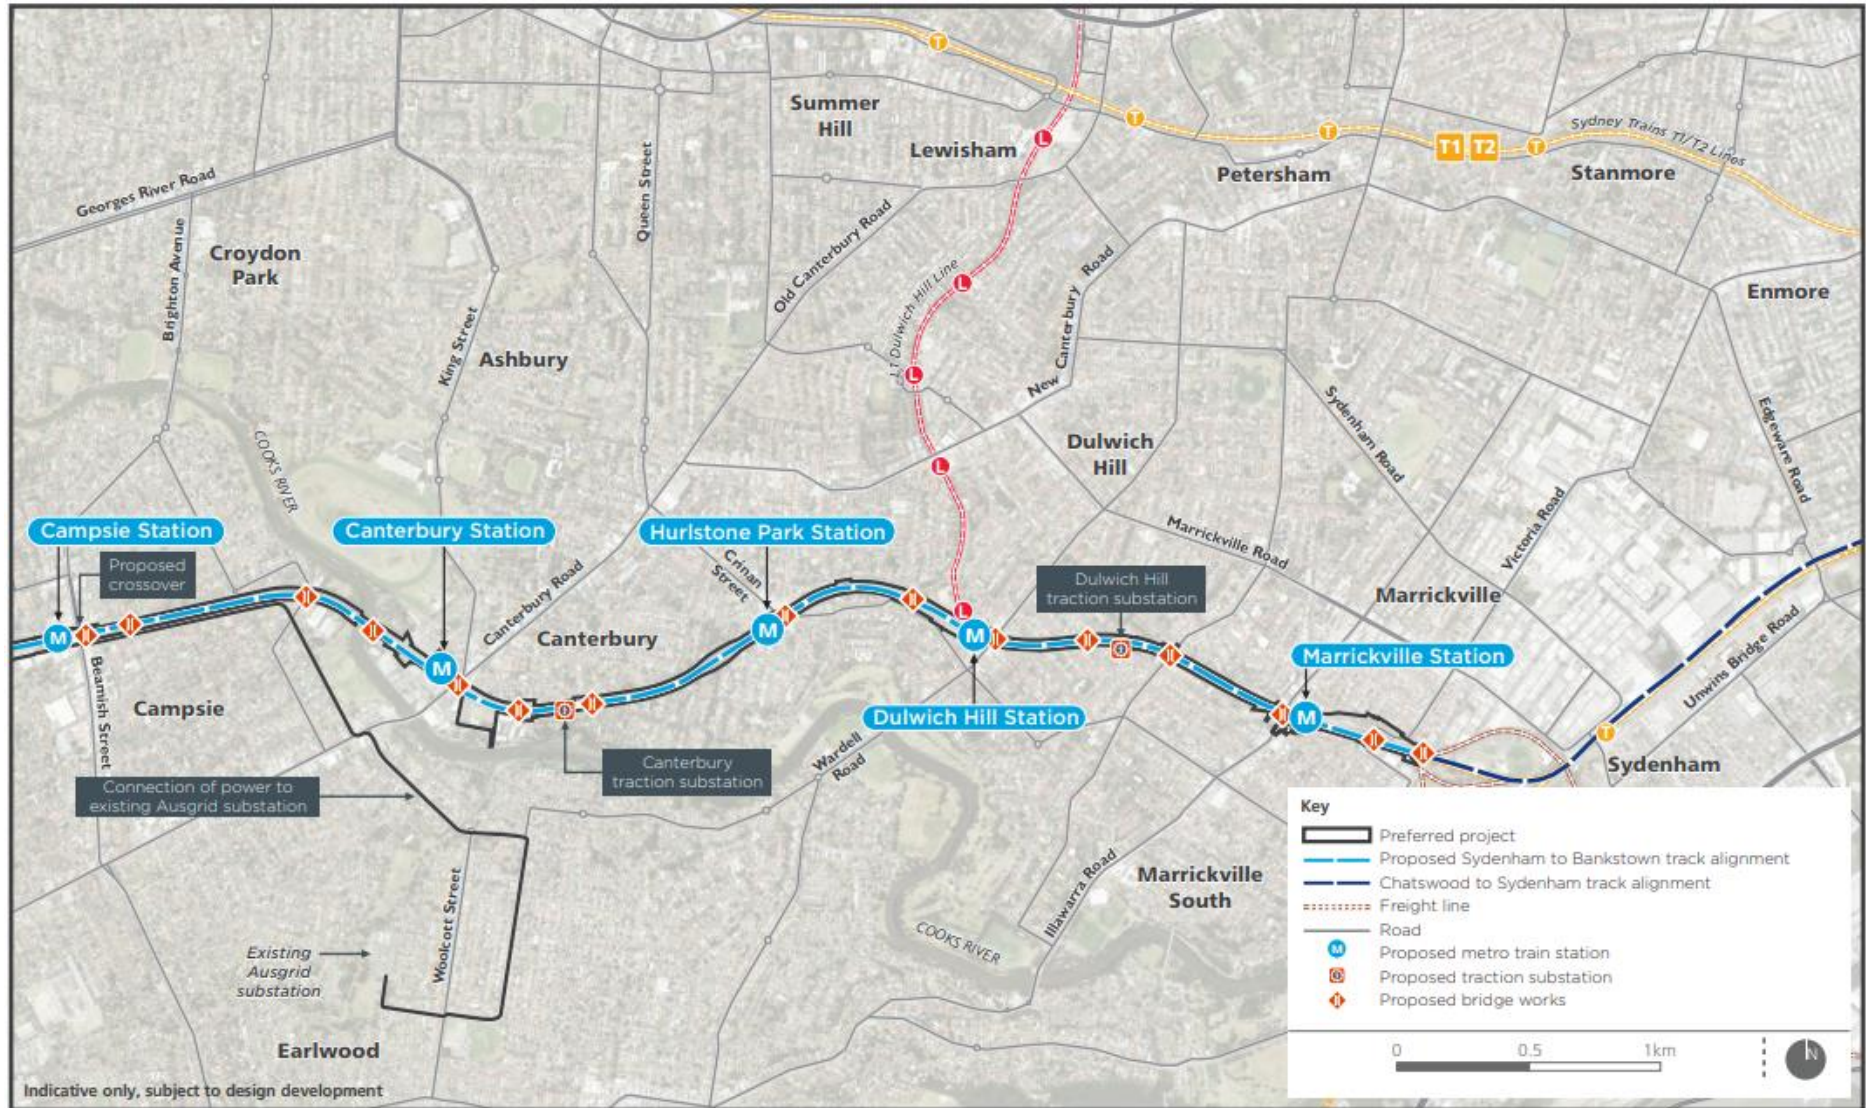 Summer
Hill
Lewisham
T
T
T
T1
T2
T
Sydney Trains T1/T2 Lines
Petersham
Stanmore
L
Georges River Road
Queen Street
Brighton Avenue
Croydon
Park
Old Canterbury Road
L1 Dulwich Hill Line
L
New Canterbury Road
Enmore
King Street
Ashbury
L
Sydenham Road
Edgeware Road
COOKS RIVER
Dulwich
Hill
L
Campsie Station
Canterbury Station
Hurlstone Park Station
Marrickville Road
Victoria Road
Proposed
crossover
Crinan
Street
Canterbury Road
Dulwich Hill
traction substation
Marrickville
L
M
M
M
M
Canterbury
Marrickville Station
Unwins Bridge Road
Beamish Street
Campsie
Dulwich Hill Station
M
T
Sydenham
Wardell
Road
Canterbury
traction substation
Connection of power to
existing Ausgrid substation
Woolcott Street
Illawarra Road
Marrickville
South
COOKS RIVER
Existing
Ausgrid
substation
Earlwood
Indicative only, subject to design development
Key
Preferred project
Proposed Sydenham to Bankstown track alignment
Chatswood to Sydenham track alignment
Freight line
Road
M
Proposed metro train station
Proposed traction substation
Proposed bridge works
0 0.5 1km
N